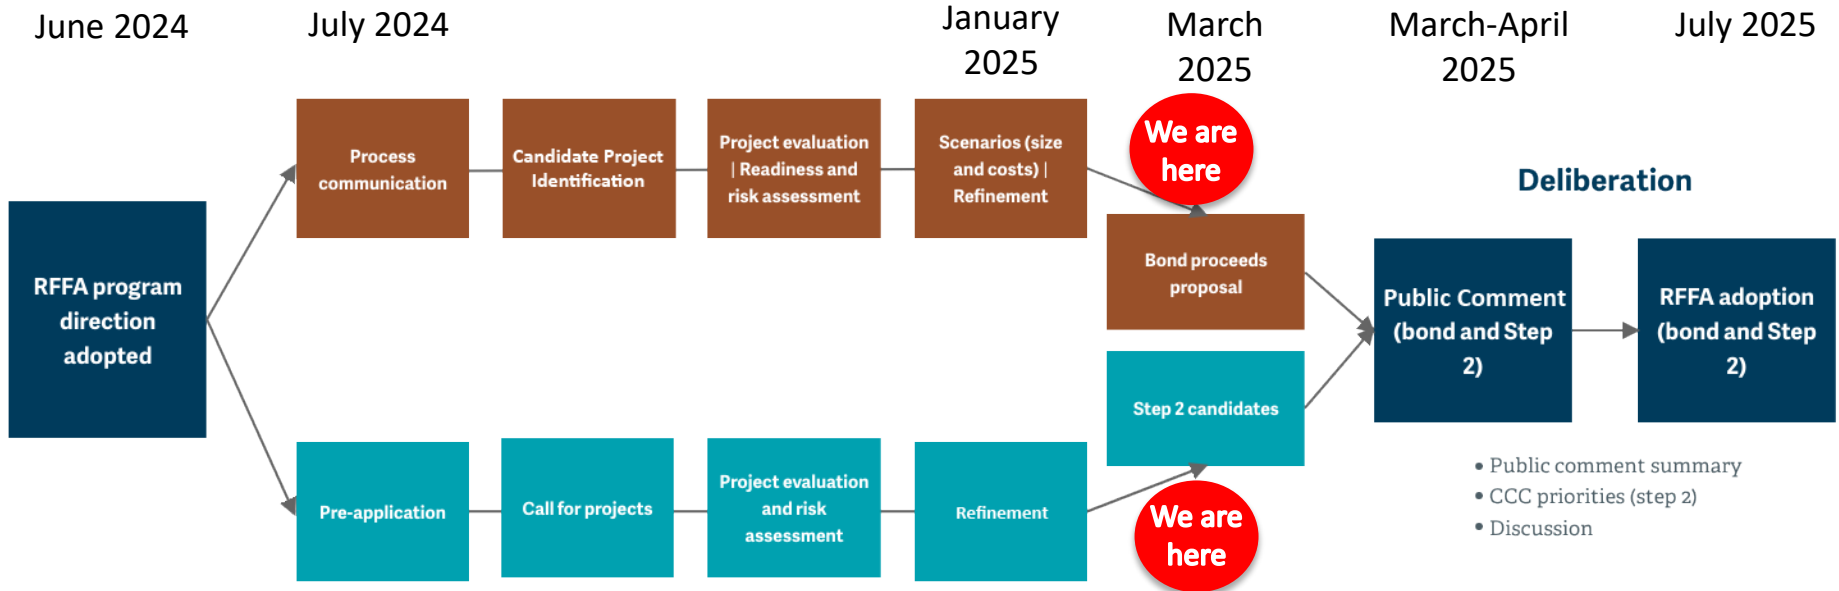 June 2024
July 2024
January
2025
March
2025
March-April
2025
July 2025
RFFA program
direction
adopted
Process
communication
Candidate Project
Identification
Project evaluation
| Readiness and
risk assessment
Scenarios (size
and costs) |
Refinement
We are
here
Bond proceeds
proposal
Pre-application
Call for projects
Project evaluation
and risk
assessment
Refinement
Step 2 candidates
We are
here
Deliberation
Public Comment
(bond and Step
2)
RFFA adoption
(bond and Step
2)
• Public comment summary
• CCC priorities (step 2)
• Discussion